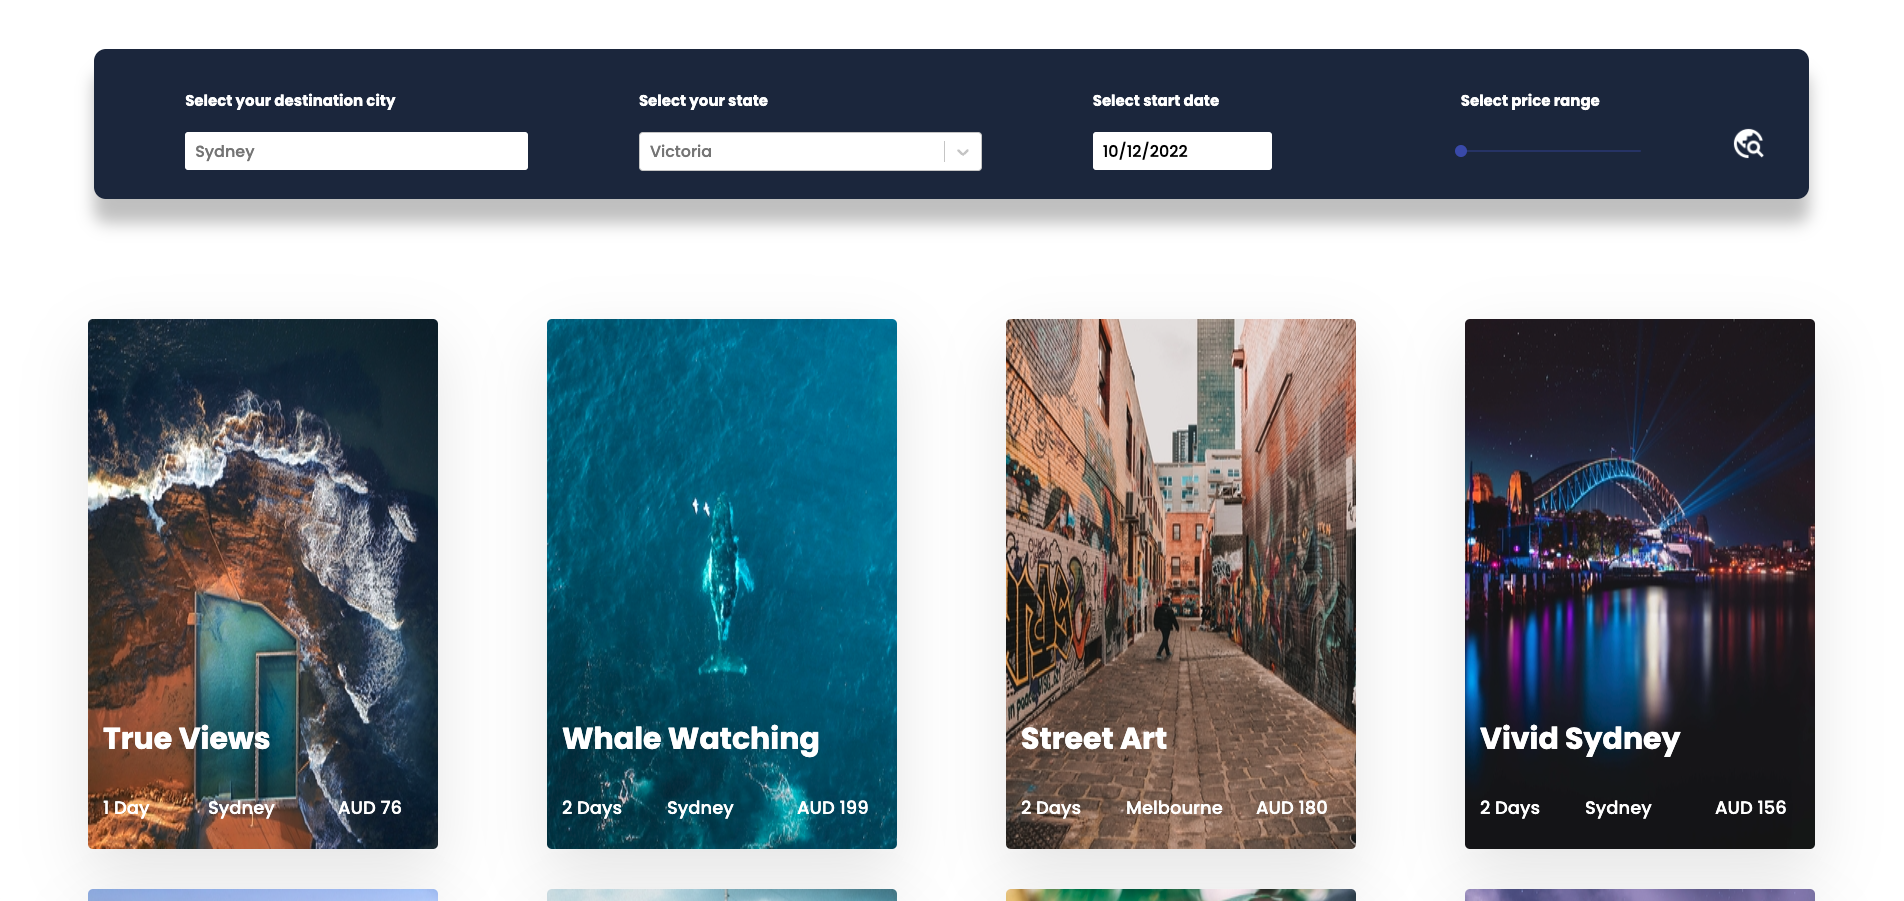 Select your destination city
Select your state
Select start date
Select price range
Sydney
Victoria
10/12/2022
True Views
1 Day
Sydney
AUD 76
Whale Watching
2 Days
Sydney
AUD 199
Street Art
2 Days
Melbourne
AUD 180
Vivid Sydney
2 Days
Sydney
AUD 156